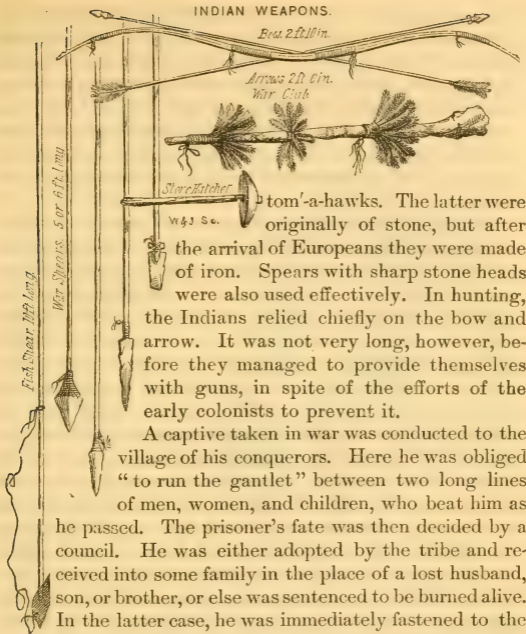 INDIAN WEAPONS.
Bow 2 ft 10 in.
Arrows 2 ft 6 in.
War Club
Stone Hatchet
W & J Sc.
War Spears 5 or 6 ft long
Fish Spear 10 ft long
tom'-a-hawks. The latter were
originally of stone, but after
the arrival of Europeans they were made
of iron. Spears with sharp stone heads
were also used effectively. In hunting,
the Indians relied chiefly on the bow and
arrow. It was not very long, however, be-
fore they managed to provide themselves
with guns, in spite of the efforts of the
early colonists to prevent it.
A captive taken in war was conducted to the
village of his conquerors. Here he was obliged
“ to run the gantlet” between two long lines
of men, women, and children, who beat him as
he passed. The prisoner's fate was then decided by a
council. He was either adopted by the tribe and re-
ceived into some family in the place of a lost husband,
son, or brother, or else was sentenced to be burned alive.
In the latter case, he was immediately fastened to the